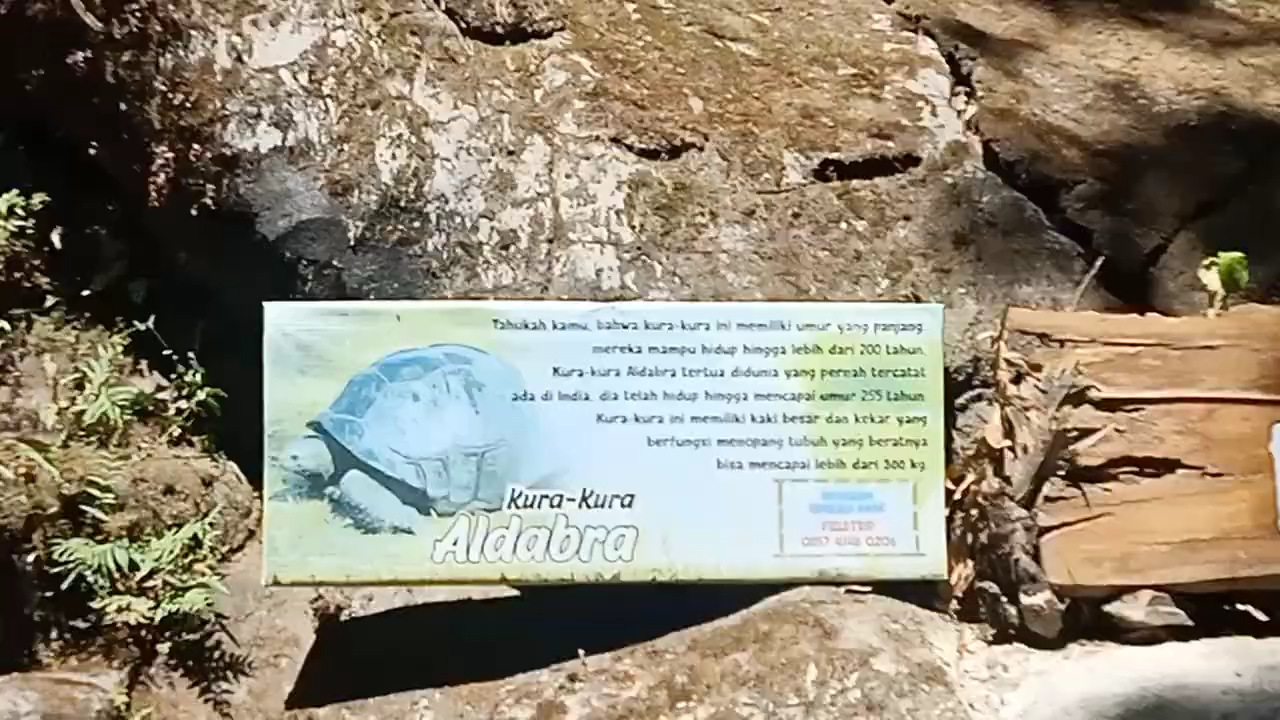 Tahukah kamu, bahwa kura-kura ini memiliki umur yang panjang.
mereka mampu hidup hingga lebih dari 200 tahun.
Kura-kura Aldabra tertua didunia yang pernah tercatat
ada di India, dia telah hidup hingga mencapai umur 255 tahun.
Kura-kura ini memiliki kaki besar dan kekar yang
berfungsi menopang tubuh yang beratnya
bisa mencapai lebih dari 300 kg.
Kura-Kura
Aldabra
FIELDTRIP